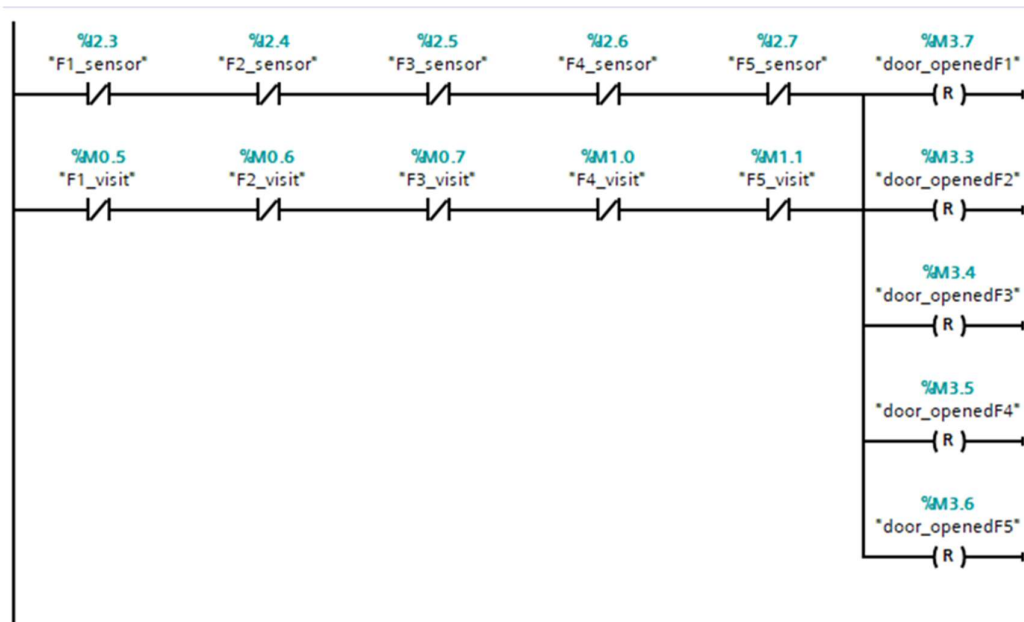 %I2.3 %I2.4 %I2.5 %I2.6 %I2.7 %M3.7
"F1_sensor" "F2_sensor" "F3_sensor" "F4_sensor" "F5_sensor" "door_openedF1"
R
%M0.5 %M0.6 %M0.7 %M1.0 %M1.1 %M3.3
"F1_visit" "F2_visit" "F3_visit" "F4_visit" "F5_visit" "door_openedF2"
R
%M3.4
"door_openedF3"
R
%M3.5
"door_openedF4"
R
%M3.6
"door_openedF5"
R